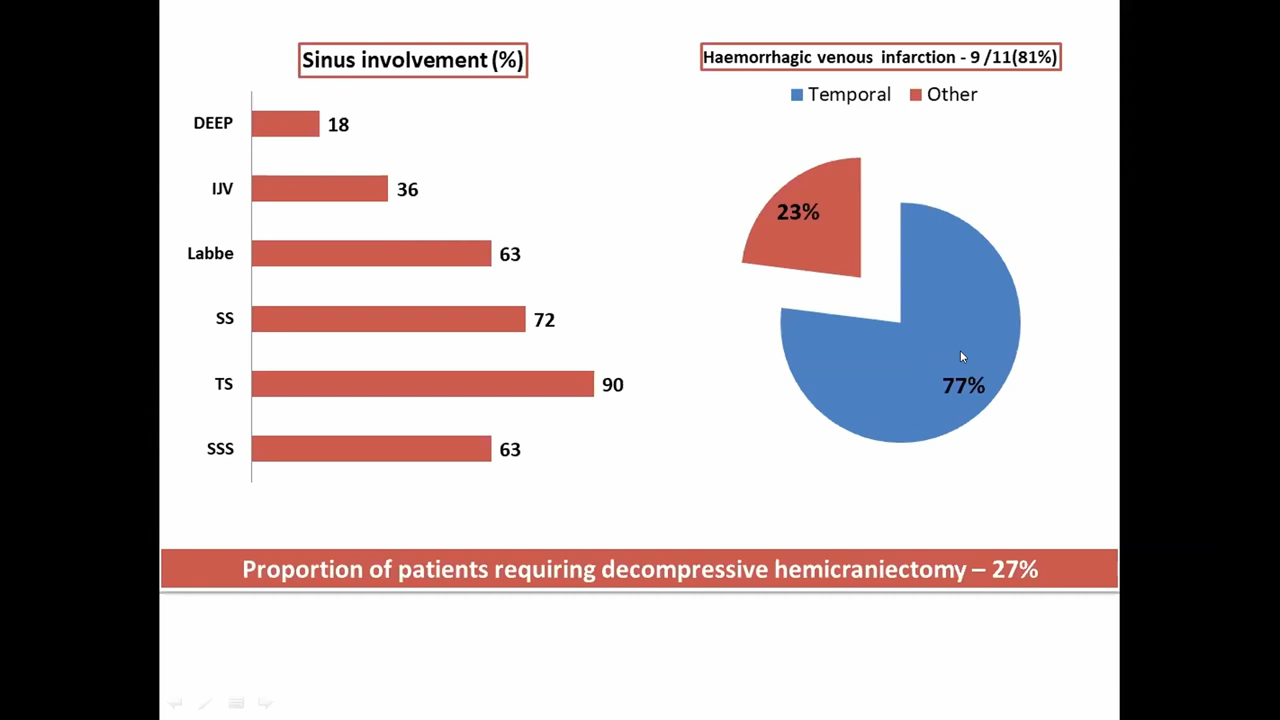 Sinus involvement (%)
DEEP 18
IJV 36
Labbe 63
SS 72
TS 90
SSS 63
Haemorrhagic venous infarction - 9 /11(81%)
Temporal Other
23%
77%
Proportion of patients requiring decompressive hemicraniectomy – 27%